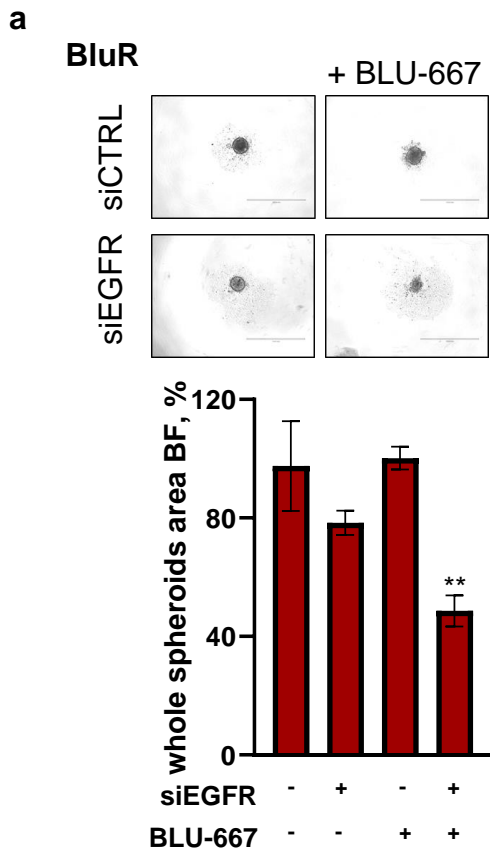 a
BluR
+ BLU-667
siCTRL
siEGFR
whole spheroids area BF, %
120
80
40
0
**
siEGFR - + - +
BLU-667 - - + +